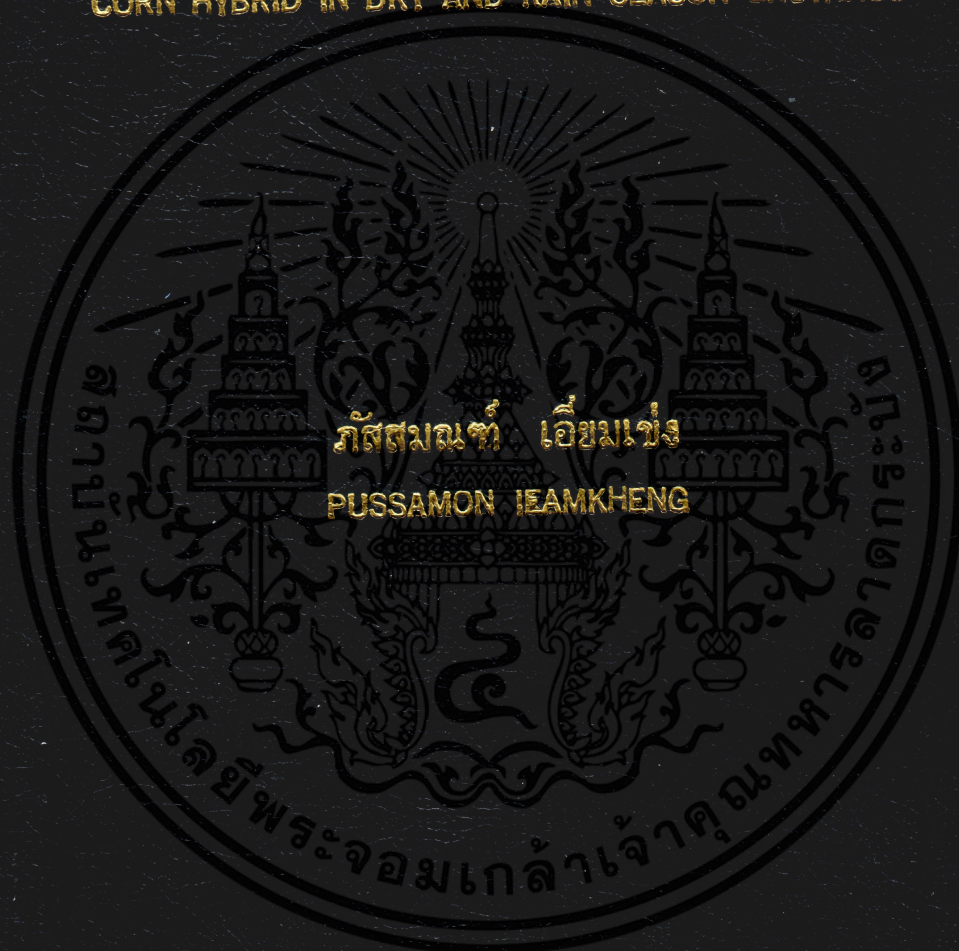 CORN HYBRID IN DRY AND RAIN SEASON
ภัสสมณฑ์ เอี่ยมเข่ง
PUSSAMON IEAMKHENG
๔
สถาบันเทคโนโลยีพระจอมเกล้าเจ้าคุณทหารลาดกระบัง